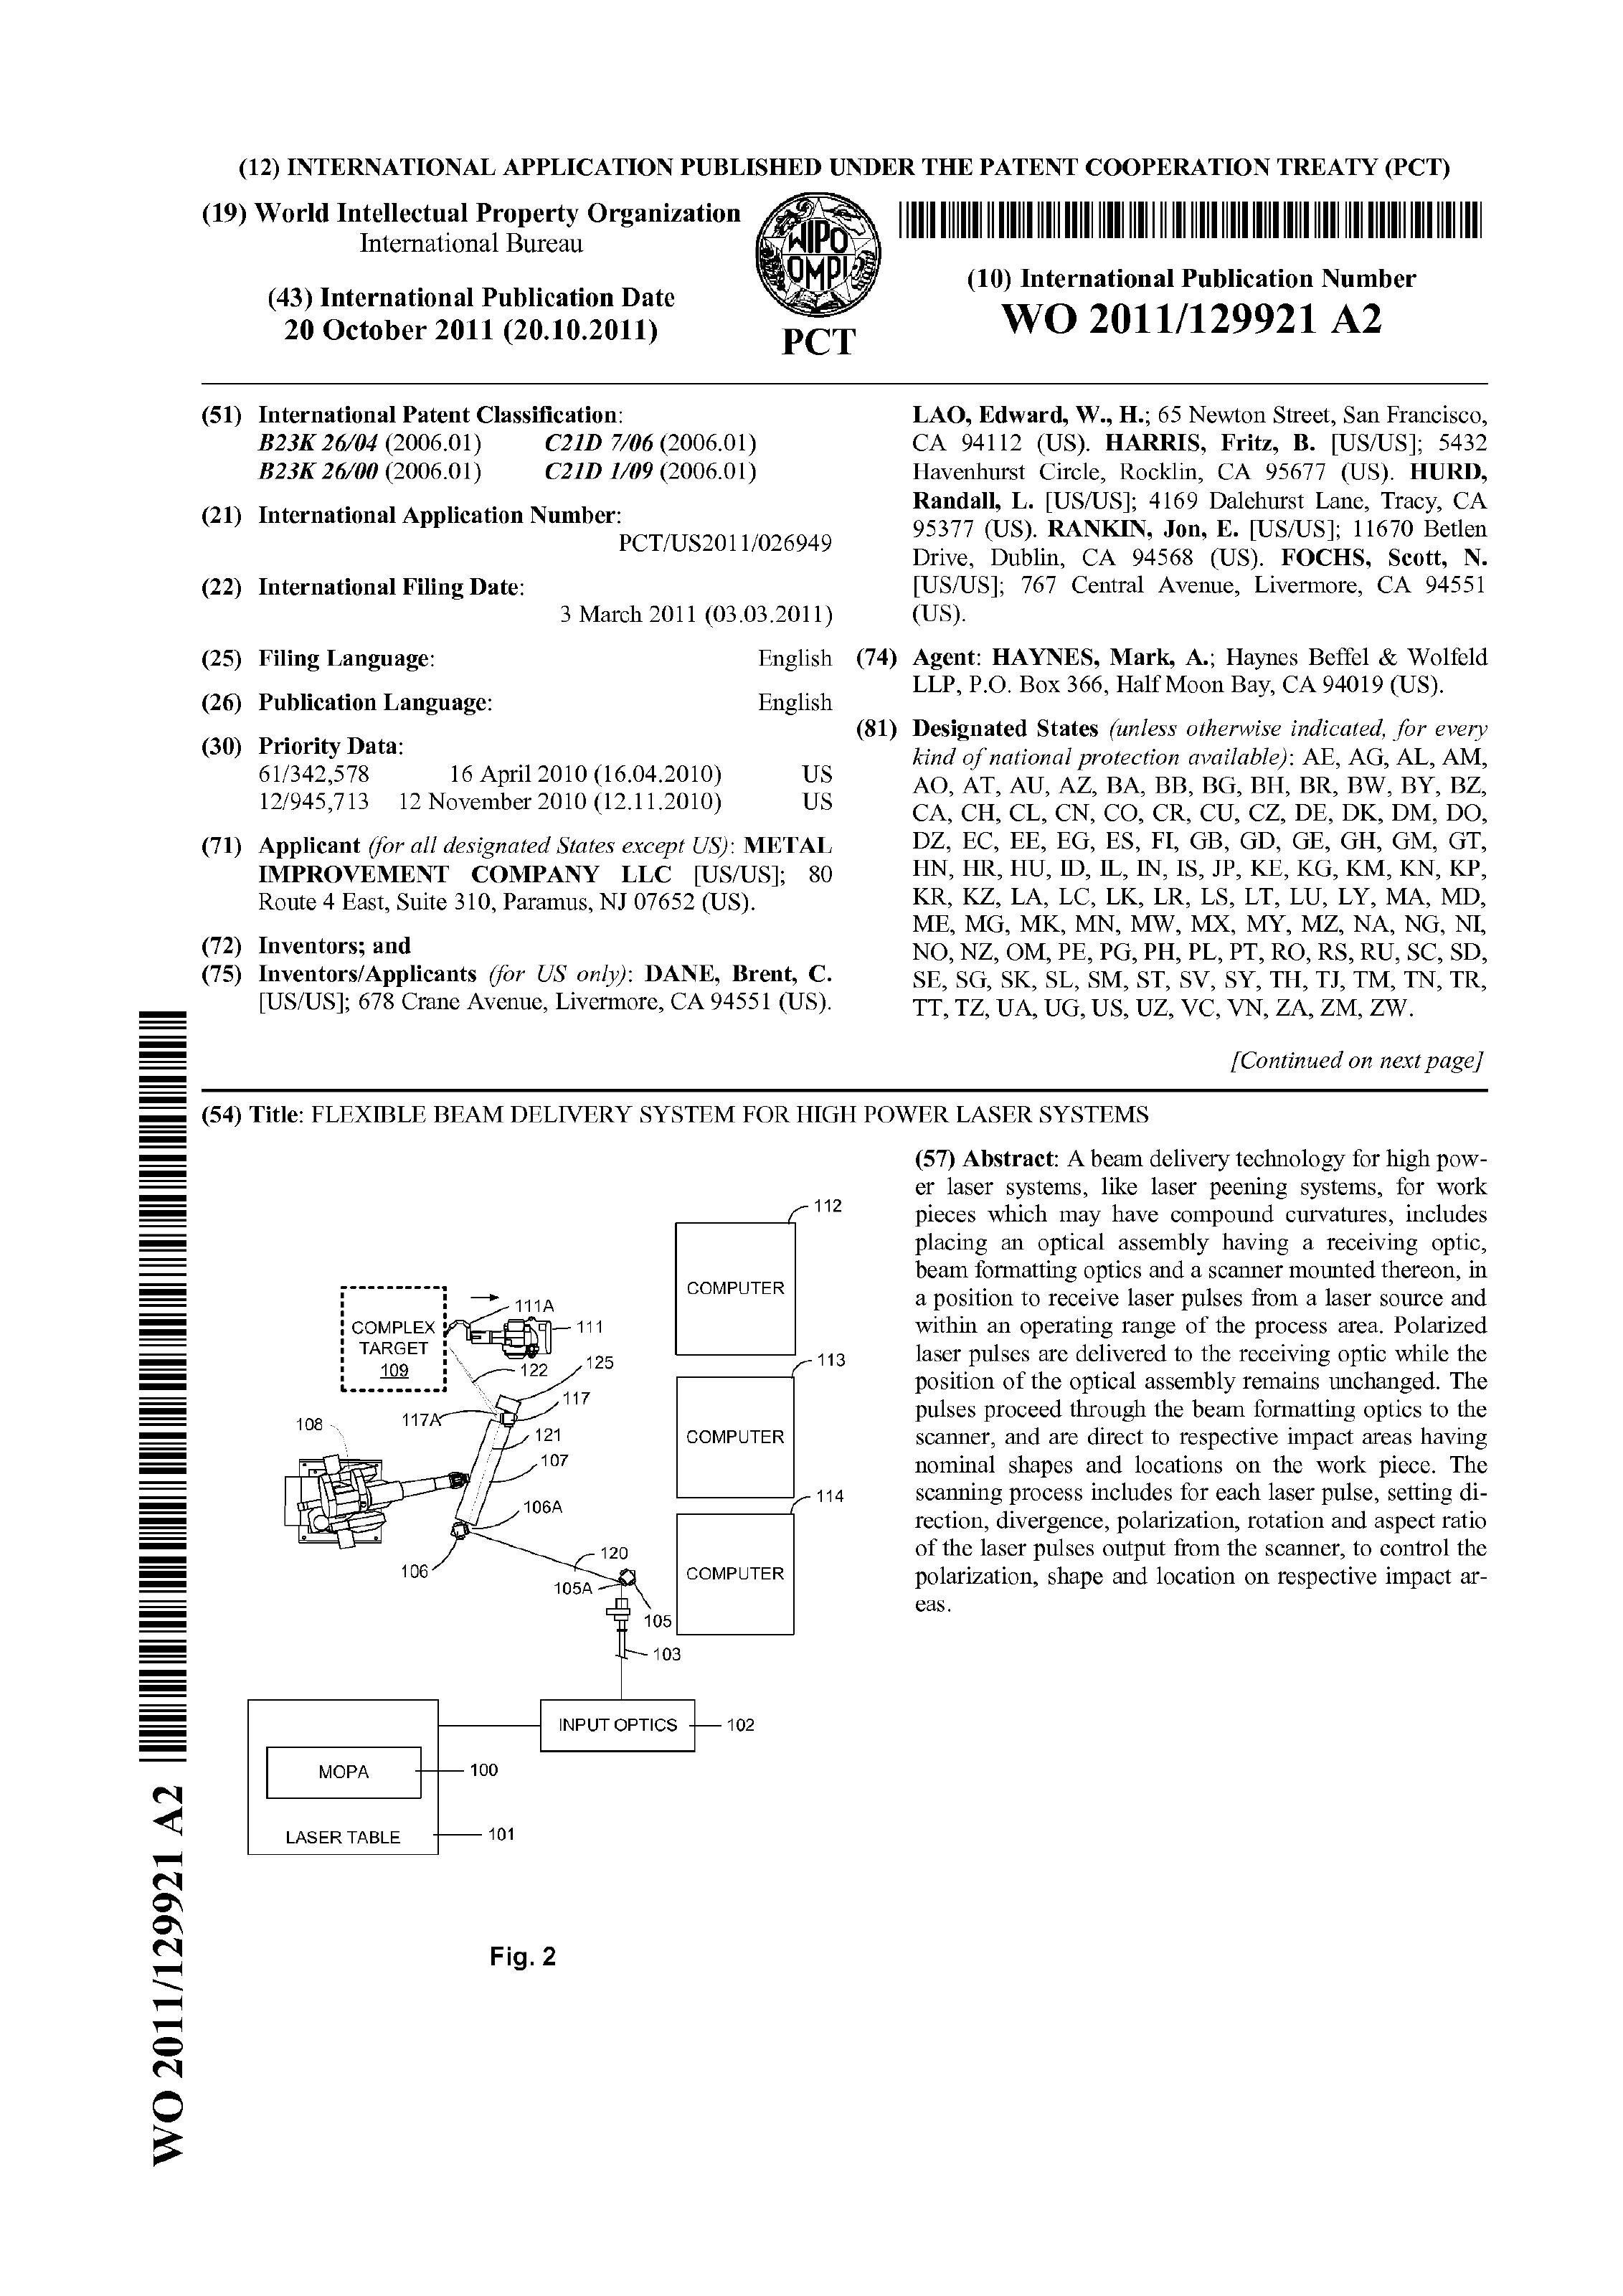 (12) INTERNATIONAL APPLICATION PUBLISHED UNDER THE PATENT COOPERATION TREATY (PCT)
(19) World Intellectual Property Organization
International Bureau
(43) International Publication Date
20 October 2011 (20.10.2011)
WIPO
OMPI
PCT
(10) International Publication Number
WO 2011/129921 A2
(51) International Patent Classification:
B23K 26/04 (2006.01) C21D 7/06 (2006.01)
B23K 26/00 (2006.01) C21D 1/09 (2006.01)
(21) International Application Number:
PCT/US2011/026949
(22) International Filing Date:
3 March 2011 (03.03.2011)
(25) Filing Language: English
(26) Publication Language: English
(30) Priority Data:
61/342,578 16 April 2010 (16.04.2010) US
12/945,713 12 November 2010 (12.11.2010) US
(71) Applicant (for all designated States except US): METAL
IMPROVEMENT COMPANY LLC [US/US]; 80
Route 4 East, Suite 310, Paramus, NJ 07652 (US).
(72) Inventors; and
(75) Inventors/Applicants (for US only): DANE, Brent, C.
[US/US]; 678 Crane Avenue, Livermore, CA 94551 (US).
LAO, Edward, W., H.; 65 Newton Street, San Francisco,
CA 94112 (US). HARRIS, Fritz, B. [US/US]; 5432
Havenhurst Circle, Rocklin, CA 95677 (US). HURD,
Randall, L. [US/US]; 4169 Dalehurst Lane, Tracy, CA
95377 (US). RANKIN, Jon, E. [US/US]; 11670 Betlen
Drive, Dublin, CA 94568 (US). FOCHS, Scott, N.
[US/US]; 767 Central Avenue, Livermore, CA 94551
(US).
(74) Agent: HAYNES, Mark, A.; Haynes Beffel & Wolfeld
LLP, P.O. Box 366, Half Moon Bay, CA 94019 (US).
(81) Designated States (unless otherwise indicated, for every
kind of national protection available): AE, AG, AL, AM,
AO, AT, AU, AZ, BA, BB, BG, BH, BR, BW, BY, BZ,
CA, CH, CL, CN, CO, CR, CU, CZ, DE, DK, DM, DO,
DZ, EC, EE, EG, ES, FI, GB, GD, GE, GH, GM, GT,
HN, HR, HU, ID, IL, IN, IS, JP, KE, KG, KM, KN, KP,
KR, KZ, LA, LC, LK, LR, LS, LT, LU, LY, MA, MD,
ME, MG, MK, MN, MW, MX, MY, MZ, NA, NG, NI,
NO, NZ, OM, PE, PG, PH, PL, PT, RO, RS, RU, SC, SD,
SE, SG, SK, SL, SM, ST, SV, SY, TH, TJ, TM, TN, TR,
TT, TZ, UA, UG, US, UZ, VC, VN, ZA, ZM, ZW.
[Continued on next page]
(54) Title: FLEXIBLE BEAM DELIVERY SYSTEM FOR HIGH POWER LASER SYSTEMS
112
COMPUTER
111A
COMPLEX
TARGET
109
111
122
125
113
117
117A
108
121
COMPUTER
107
114
106A
120
106
105A
COMPUTER
105
103
INPUT OPTICS
102
MOPA
100
LASER TABLE
101
Fig. 2
(57) Abstract: A beam delivery technology for high pow-
er laser systems, like laser peening systems, for work
pieces which may have compound curvatures, includes
placing an optical assembly having a receiving optic,
beam formatting optics and a scanner mounted thereon, in
a position to receive laser pulses from a laser source and
within an operating range of the process area. Polarized
laser pulses are delivered to the receiving optic while the
position of the optical assembly remains unchanged. The
pulses proceed through the beam formatting optics to the
scanner, and are direct to respective impact areas having
nominal shapes and locations on the work piece. The
scanning process includes for each laser pulse, setting di-
rection, divergence, polarization, rotation and aspect ratio
of the laser pulses output from the scanner, to control the
polarization, shape and location on respective impact ar-
eas.
WO 2011/129921 A2